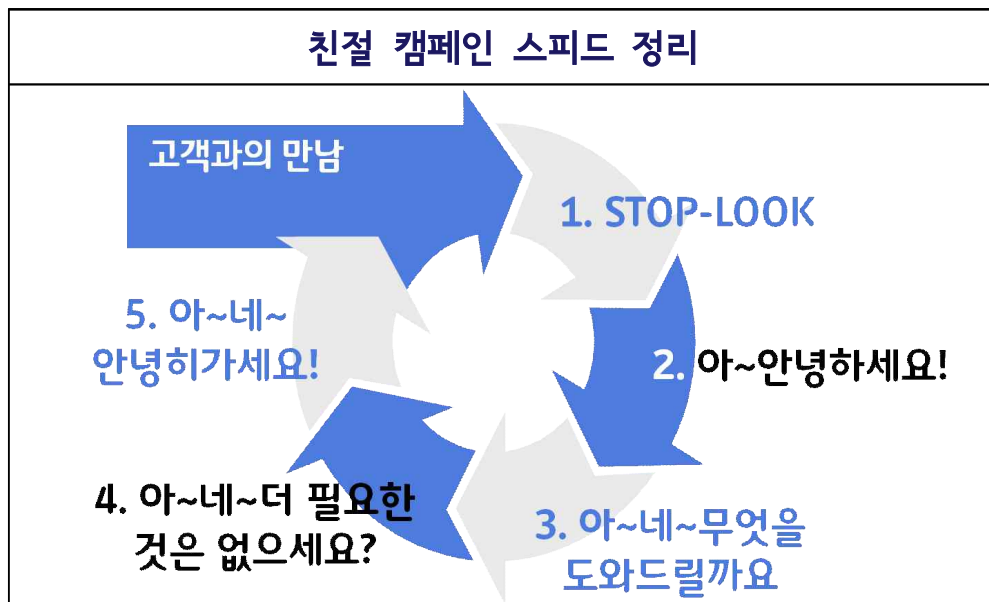 친절 캠페인 스피드 정리
고객과의 만남
1. STOP-LOOK
2. 아~안녕하세요!
3. 아~네~무엇을
도와드릴까요
4. 아~네~더 필요한
것은 없으세요?
5. 아~네~
안녕히가세요!